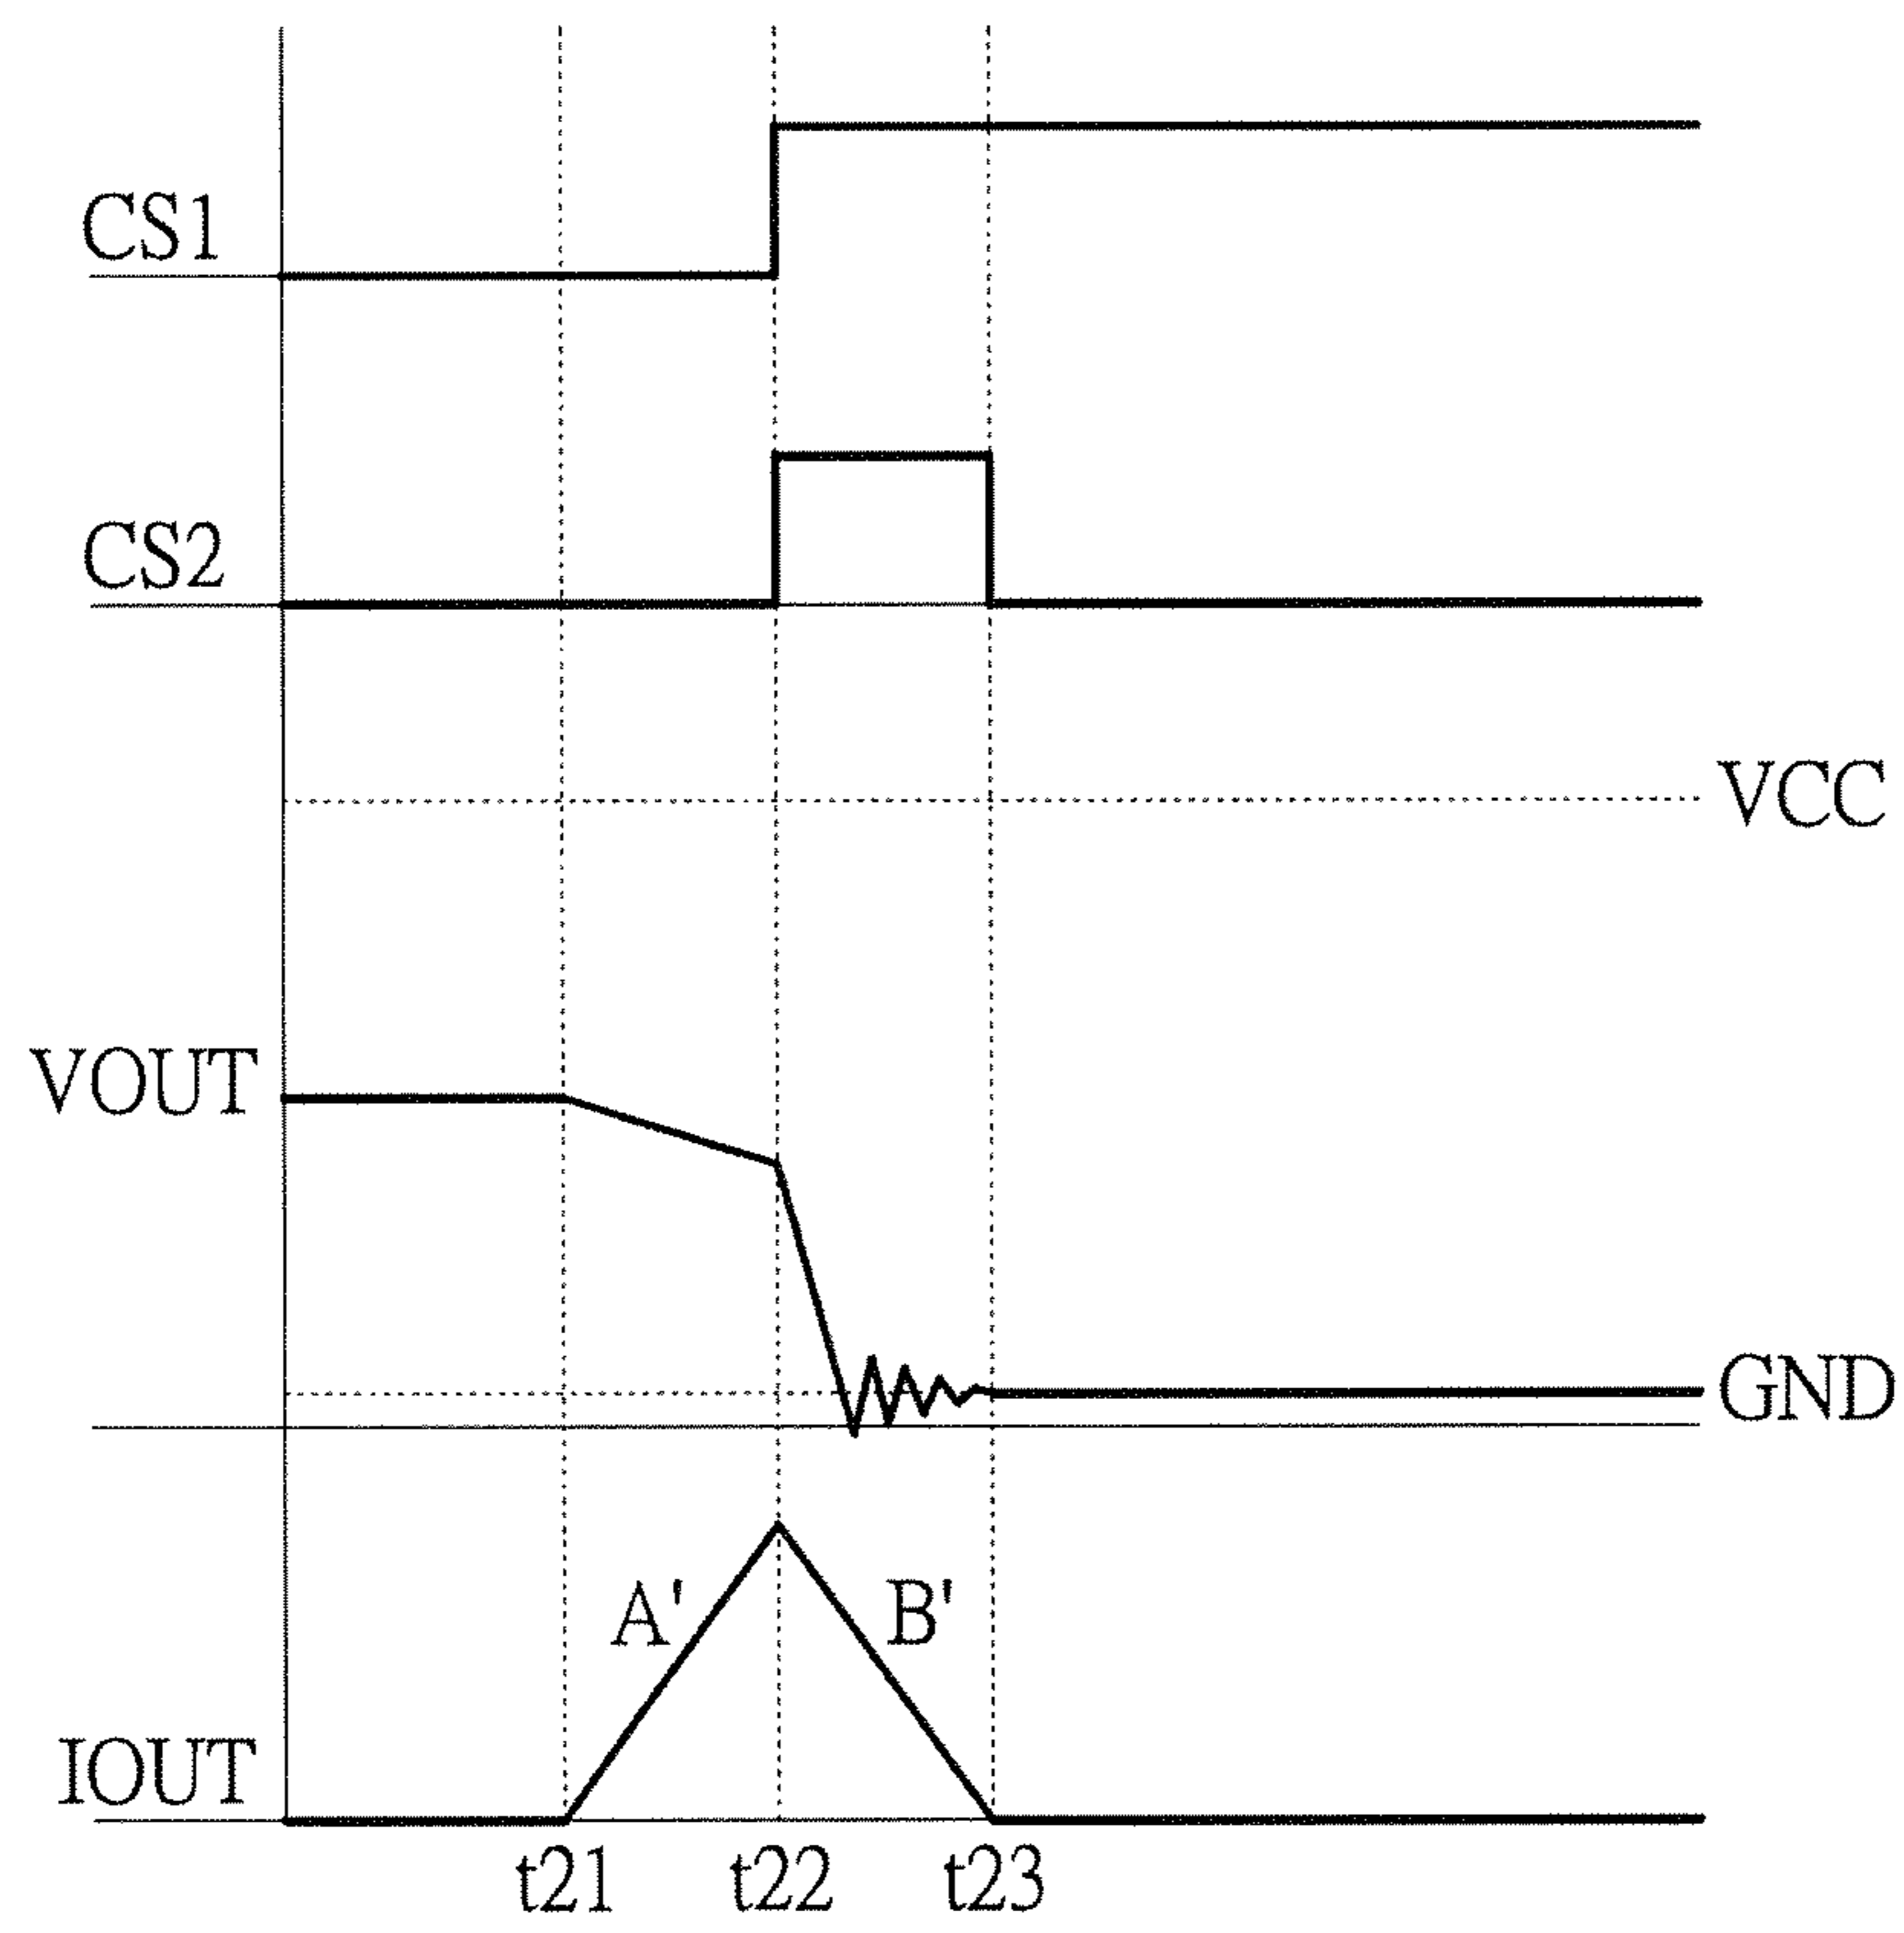 CS1
CS2
VCC
VOUT
GND
A'
B'
IOUT
t21
t22
t23